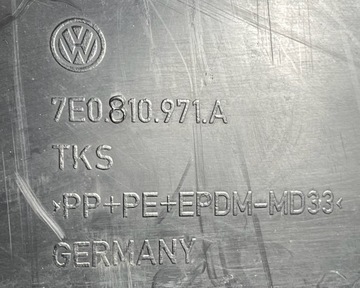 7E0.810.971.A
TKS
>PP+PE+EPDM-MD33<
GERMANY